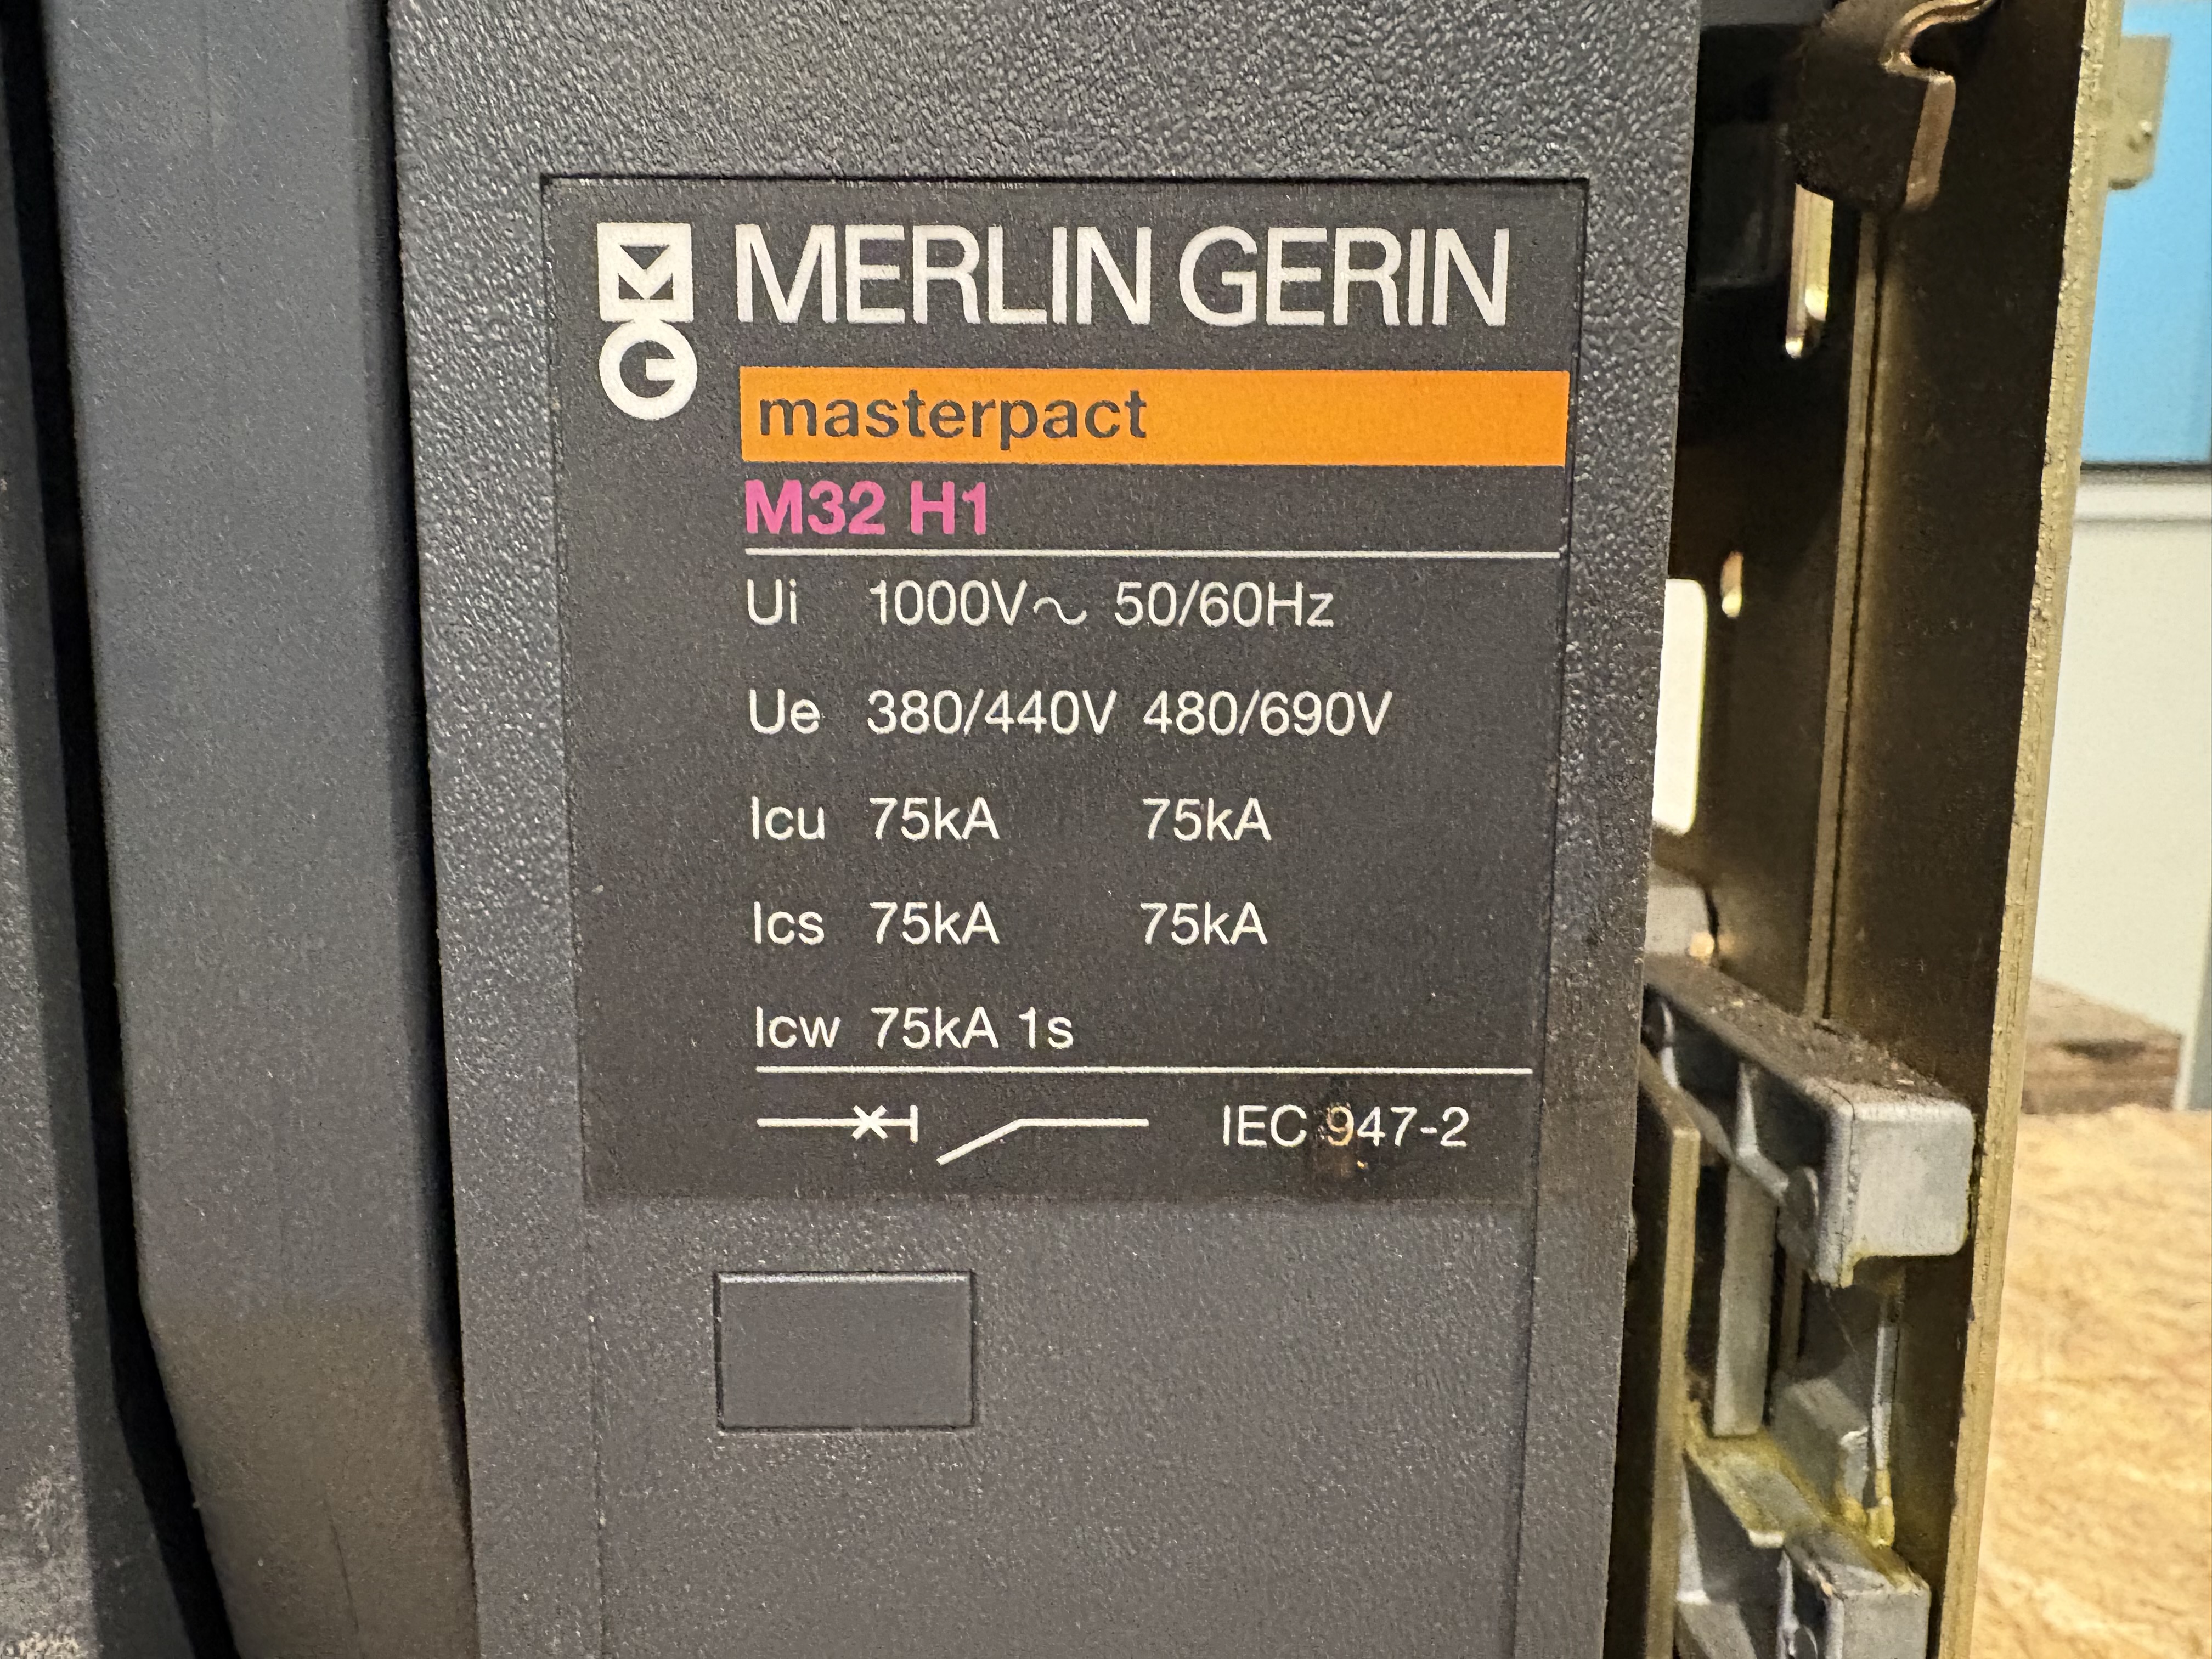 MG MERLIN GERIN
masterpact
M32 H1
Ui 1000V~ 50/60Hz
Ue 380/440V 480/690V
Icu 75kA 75kA
Ics 75kA 75kA
Icw 75kA 1s
IEC 947-2